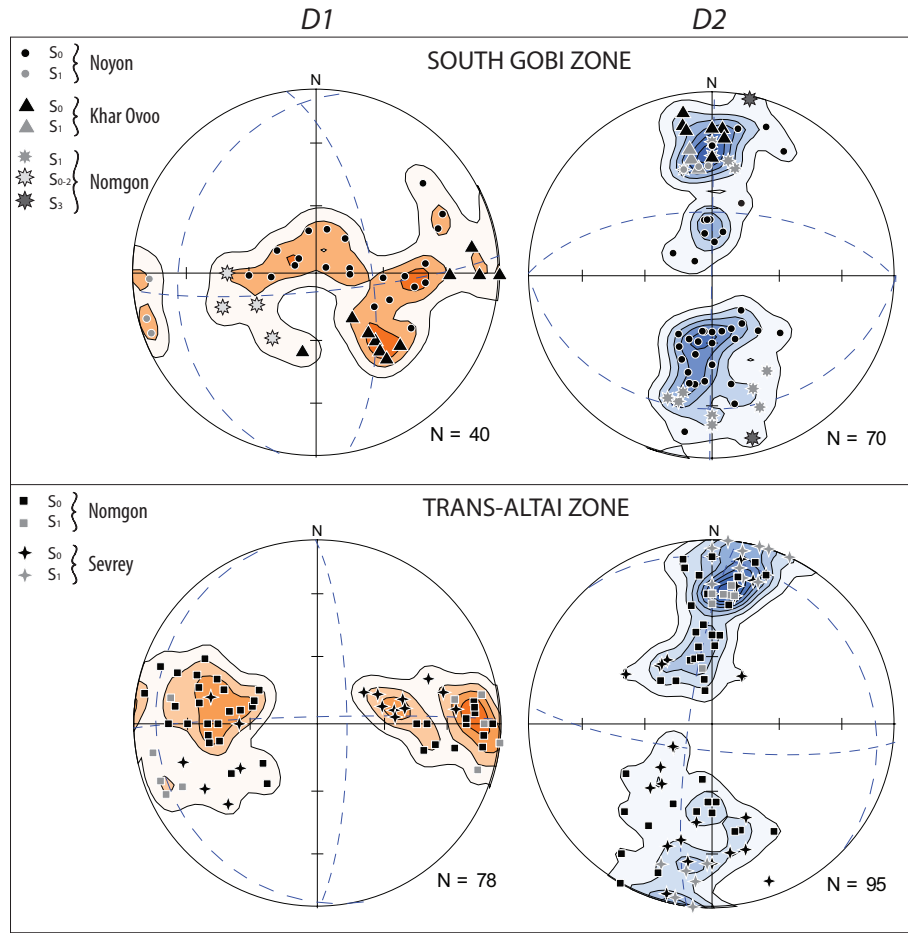 D1 D2
SOUTH GOBI ZONE
S0
S1
Noyon
S0
S1
Khar Ovoo
S1
S0-2
S3
Nomgon
N
N = 40
N
N = 70
TRANS-ALTAI ZONE
S0
S1
Nomgon
S0
S1
Sevrey
N
N = 78
N
N = 95